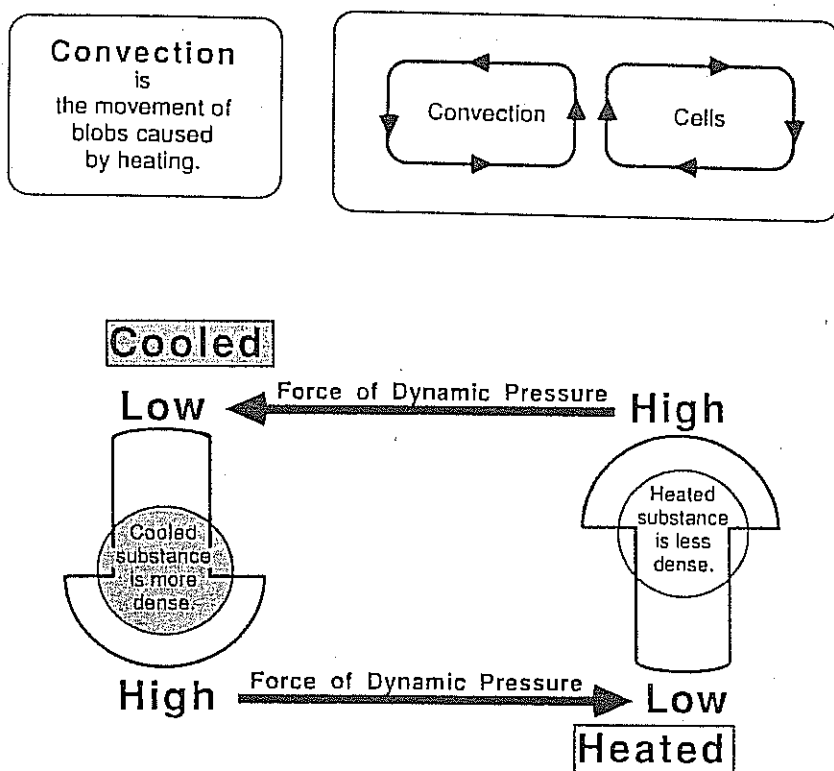 Convection
is
the movement of
blobs caused
by heating.
Convection
Cells
Cooled
Low
Force of Dynamic Pressure
High
Cooled
substance
is more
dense.
Heated
substance
is less
dense.
High
Force of Dynamic Pressure
Low
Heated